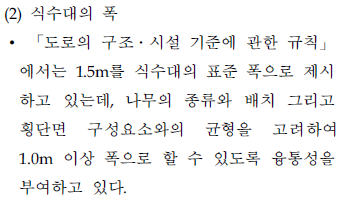 (2) 식수대의 폭
• 「도로의 구조·시설 기준에 관한 규칙」
에서는 1.5m를 식수대의 표준 폭으로 제시
하고 있는데, 나무의 종류와 배치 그리고
횡단면 구성요소와의 균형을 고려하여
1.0m 이상 폭으로 할 수 있도록 융통성을
부여하고 있다.